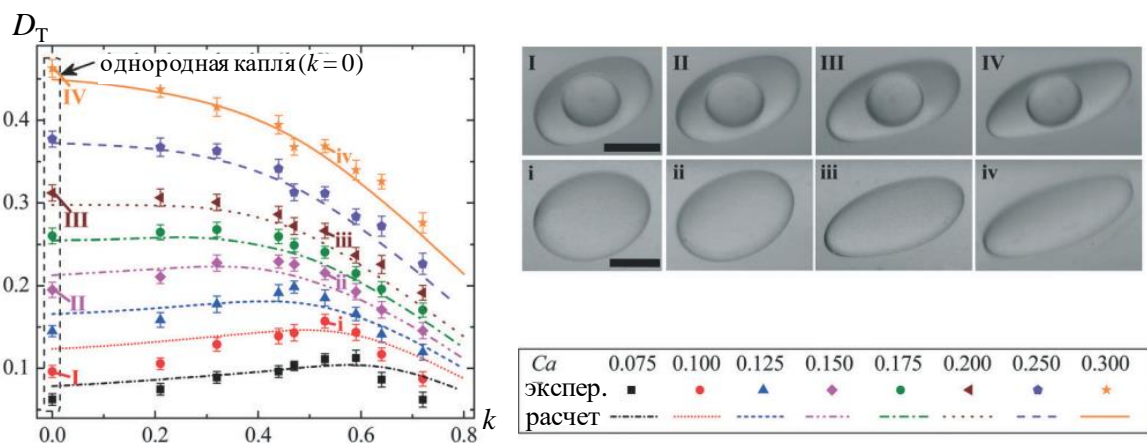 D_T
однородная капля (k = 0)
IV
0.4
iv
0.3
III
iii
0.2
II
ii
i
0.1
I
0.0 0.2 0.4 0.6 k 0.8
I II III IV
i ii iii iv
Ca 0.075 0.100 0.125 0.150 0.175 0.200 0.250 0.300
экспер.
расчет